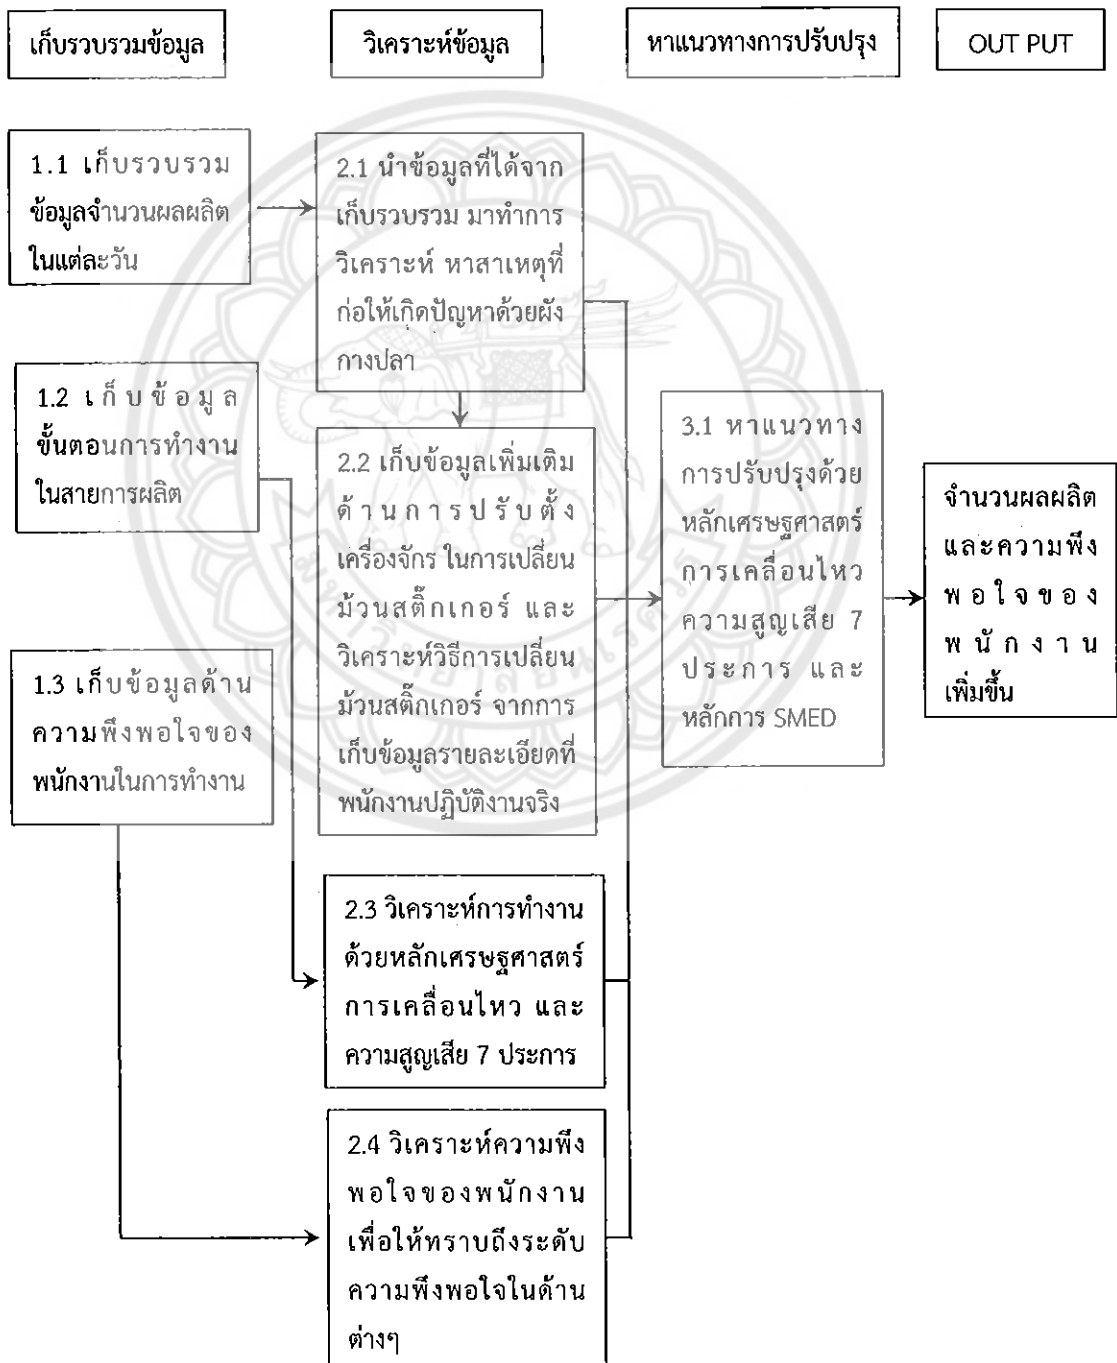 เก็บรวบรวมข้อมูล
วิเคราะห์ข้อมูล
หาแนวทางการปรับปรุง
OUT PUT
1.1 เก็บรวบรวม
ข้อมูลจำนวนผลผลิต
ในแต่ละวัน
1.2 เก็บข้อมูล
ขั้นตอนการทำงาน
ในสายการผลิต
1.3 เก็บข้อมูลด้าน
ความพึงพอใจของ
พนักงานในการทำงาน
2.1 นำข้อมูลที่ได้จาก
เก็บรวบรวม มาทำการ
วิเคราะห์ หาสาเหตุที่
ก่อให้เกิดปัญหาด้วยผัง
กางปลา
2.2 เก็บข้อมูลเพิ่มเติม
ด้านการปรับตั้ง
เครื่องจักร ในการเปลี่ยน
ม้วนสติ๊กเกอร์ และ
วิเคราะห์วิธีการเปลี่ยน
ม้วนสติ๊กเกอร์ จากการ
เก็บข้อมูลรายละเอียดที่
พนักงานปฏิบัติงานจริง
2.3 วิเคราะห์การทำงาน
ด้วยหลักเศรษฐศาสตร์
การเคลื่อนไหว และ
ความสูญเสีย 7 ประการ
2.4 วิเคราะห์ความพึง
พอใจของพนักงาน
เพื่อให้ทราบถึงระดับ
ความพึงพอใจในด้าน
ต่างๆ
3.1 หาแนวทาง
การปรับปรุงด้วย
หลักเศรษฐศาสตร์
การเคลื่อนไหว
ความสูญเสีย 7
ประการ และ
หลักการ SMED
จำนวนผลผลิต
และความพึง
พอใจของ
พนักงาน
เพิ่มขึ้น